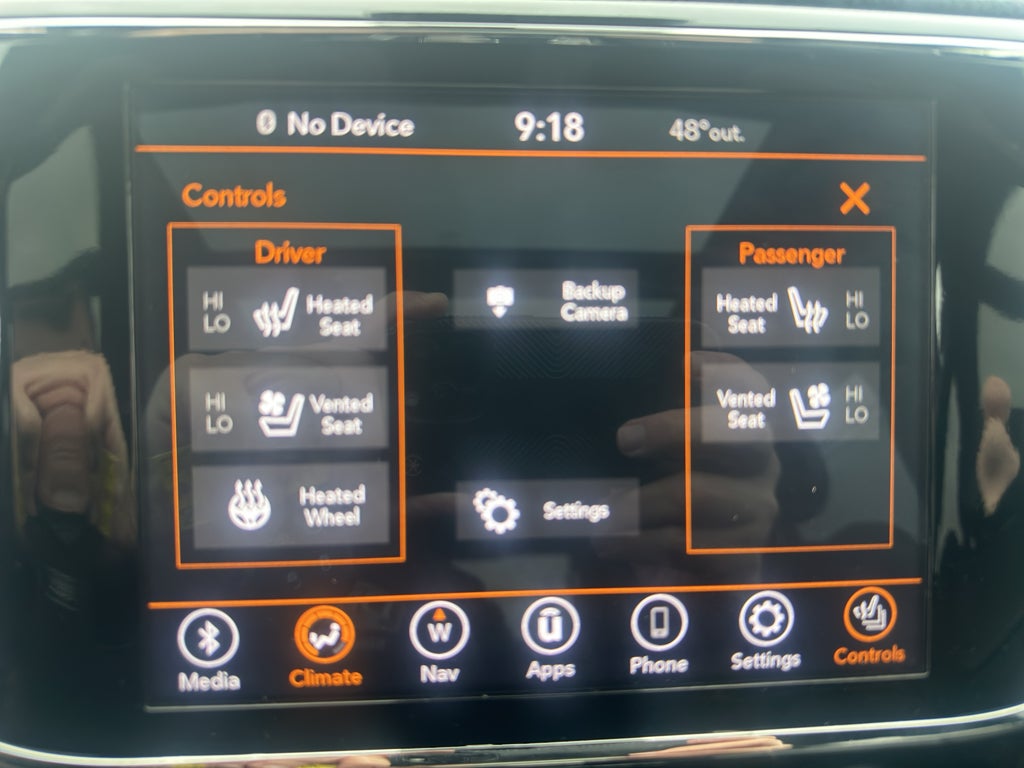 No Device 9:18 48° out.
Controls
Driver
HI
LO
Heated
Seat
HI
LO
Vented
Seat
Heated
Wheel
Backup
Camera
Settings
Passenger
Heated
Seat
HI
LO
Vented
Seat
HI
LO
Media
Climate
W
Nav
u
Apps
Phone
Settings
Controls